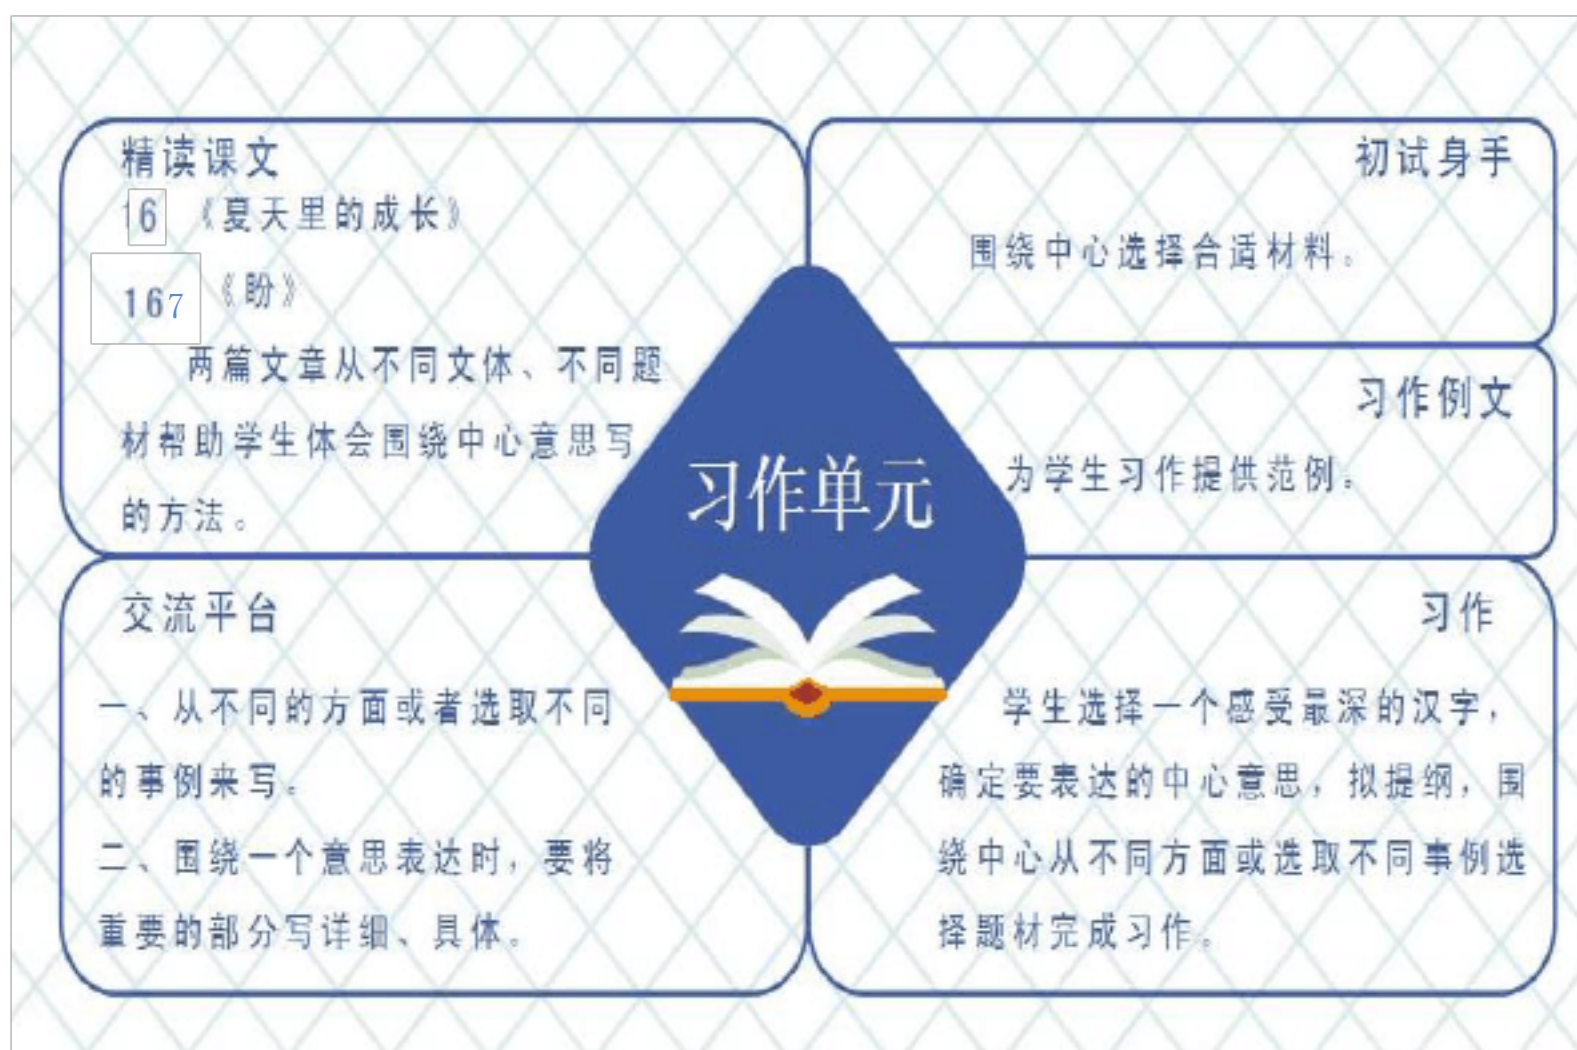 精读课文
16 《夏天里的成长》
167 《盼》
两篇文章从不同文体、不同题
材帮助学生体会围绕中心意思写
的方法。
初试身手
围绕中心选择合适材料。
习作例文
为学生习作提供范例。
习作单元
交流平台
一、从不同的方面或者选取不同
的事例来写。
二、围绕一个意思表达时，要将
重要的部分写详细、具体。
习作
学生选择一个感受最深的汉字，
确定要表达的中心意思，拟提纲，围
绕中心从不同方面或选取不同事例选
择题材完成习作。